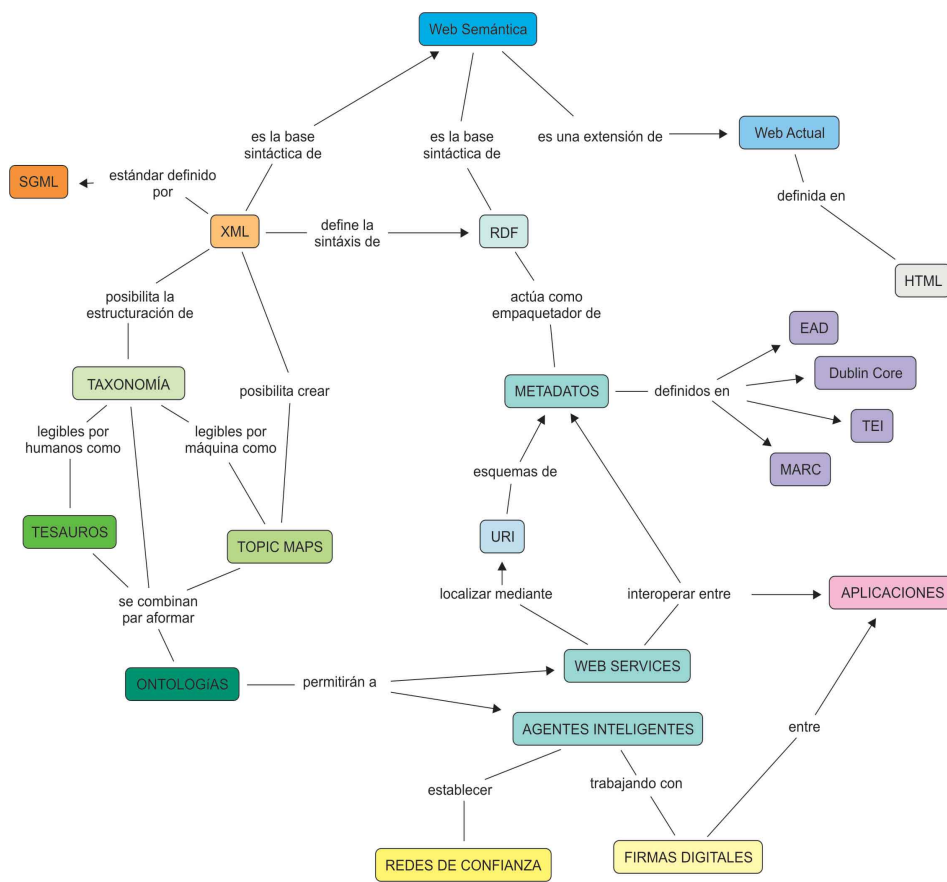 Web Semántica
es la base
sintáctica de
es la base
sintáctica de
es una extensión de
Web Actual
SGML
estándar definido
por
definida en
XML
define la
sintáxis de
RDF
HTML
posibilita la
estructuración de
actúa como
empaquetador de
EAD
Dublin Core
TEI
MARC
TAXONOMÍA
posibilita crear
METADATOS
definidos en
legibles por
humanos como
legibles por
máquina como
esquemas de
TESAUROS
TOPIC MAPS
URI
se combinan
par aformar
localizar mediante
interoperar entre
APLICACIONES
ONTOLOGíAS
permitirán a
WEB SERVICES
AGENTES INTELIGENTES
entre
establecer
trabajando con
REDES DE CONFIANZA
FIRMAS DIGITALES